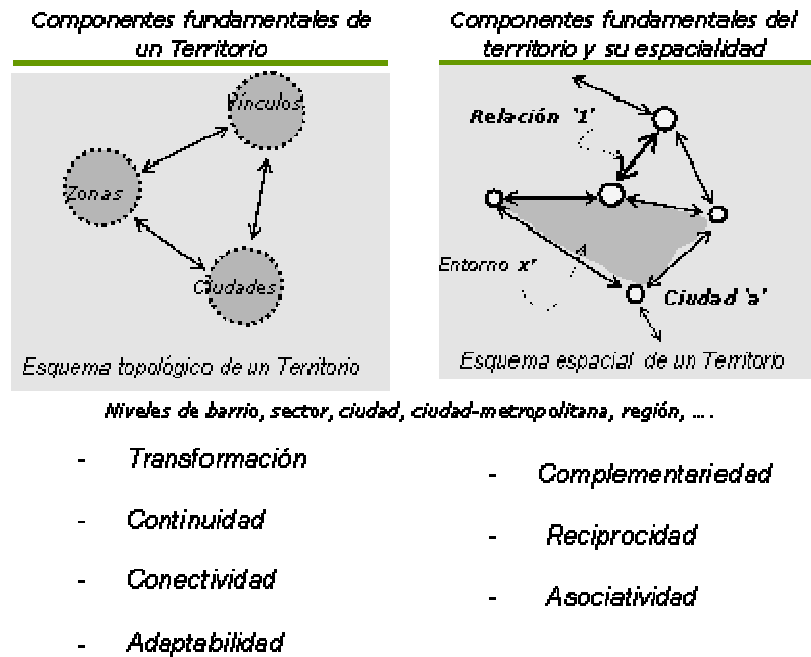 Componentes fundamentales de
un Territorio
Vínculos
Zonas
Ciudades
Esquema topológico de un Territorio
Componentes fundamentales del
territorio y su espacialidad
Relación '1'
Entorno x'
Ciudad 'a'
Esquema espacial de un Territorio
Niveles de barrio, sector, ciudad, ciudad-metropolitana, región, ....
- Transformación
- Continuidad
- Conectividad
- Adaptabilidad
- Complementariedad
- Reciprocidad
- Asociatividad